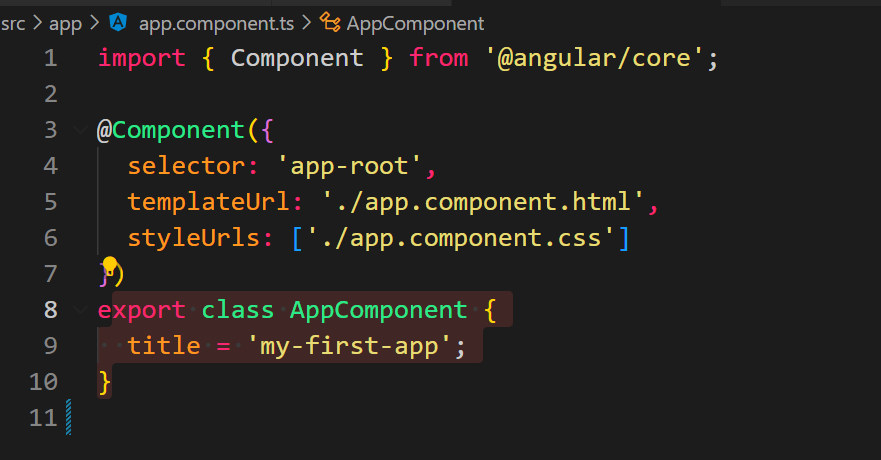 src > app > app.component.ts > AppComponent
1 import { Component } from '@angular/core';
2
3 @Component({
4   selector: 'app-root',
5   templateUrl: './app.component.html',
6   styleUrls: ['./app.component.css']
7 })
8 export class AppComponent {
9   title = 'my-first-app';
10 }
11